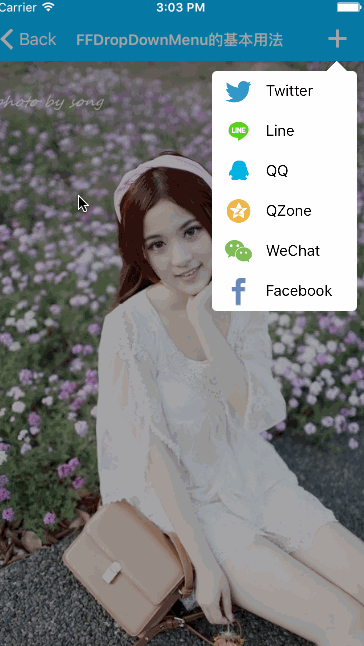 Carrier 3:03 PM
Back FFDropDownMenu的基本用法
photo by song
Twitter
LINE Line
QQ
QZone
WeChat
Facebook